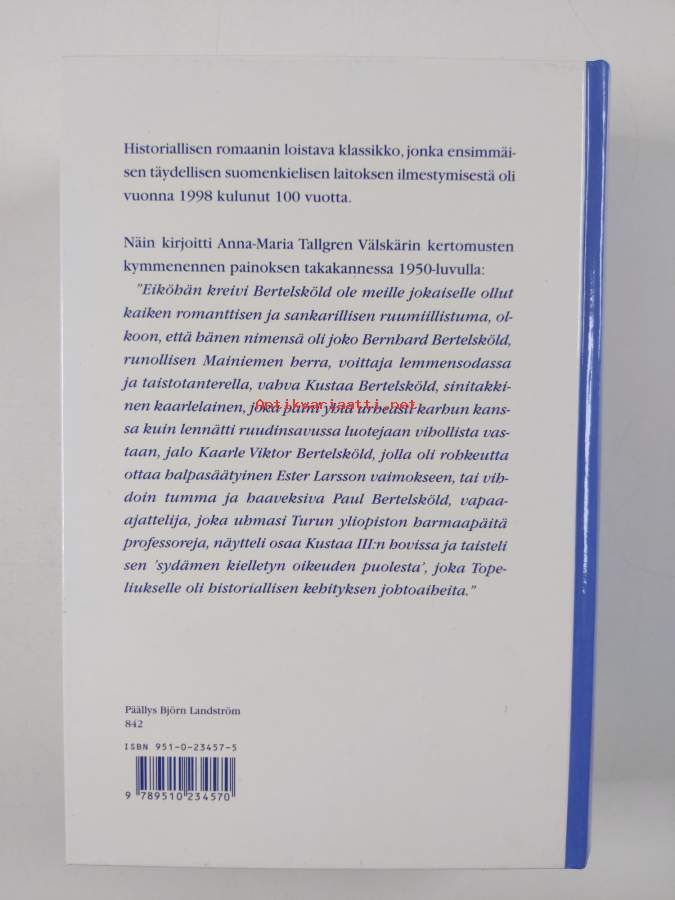 Historiallisen romaanin loistava klassikko, jonka ensimmäi-
sen täydellisen suomenkielisen laitoksen ilmestymisestä oli
vuonna 1998 kulunut 100 vuotta.
Näin kirjoitti Anna-Maria Tallgren Välskärin kertomusten
kymmenennen painoksen takakannessa 1950-luvulla:
"Eiköhän kreivi Bertelsköld ole meille jokaiselle ollut
kaiken romanttisen ja sankarillisen ruumiillistuma, ol-
koon, että hänen nimensä oli joko Bernhard Bertelsköld,
runollisen Mainiemen herra, voittaja lemmensodassa
ja taistotanterella, vahva Kustaa Bertelsköld, sinitakki-
nen kaarlelainen, joka paini yhtä urheasti karhun kans-
Antikvariaatti.net
sa kuin lennätti ruudinsavussa luotejaan vihollista vas-
taan, jalo Kaarle Viktor Bertelsköld, jolla oli rohkeutta
ottaa halpasäätyinen Ester Larsson vaimokseen, tai vih-
doin tumma ja haaveksiva Paul Bertelsköld, vapaa-
ajattelija, joka uhmasi Turun yliopiston harmaapäitä
professoreja, näytteli osaa Kustaa III:n hovissa ja taisteli
sen 'sydämen kielletyn oikeuden puolesta', joka Tope-
liukselle oli historiallisen kehityksen johtoaiheita."
Päällys Björn Landström
842
ISBN 951-0-23457-5
9 789510 234570